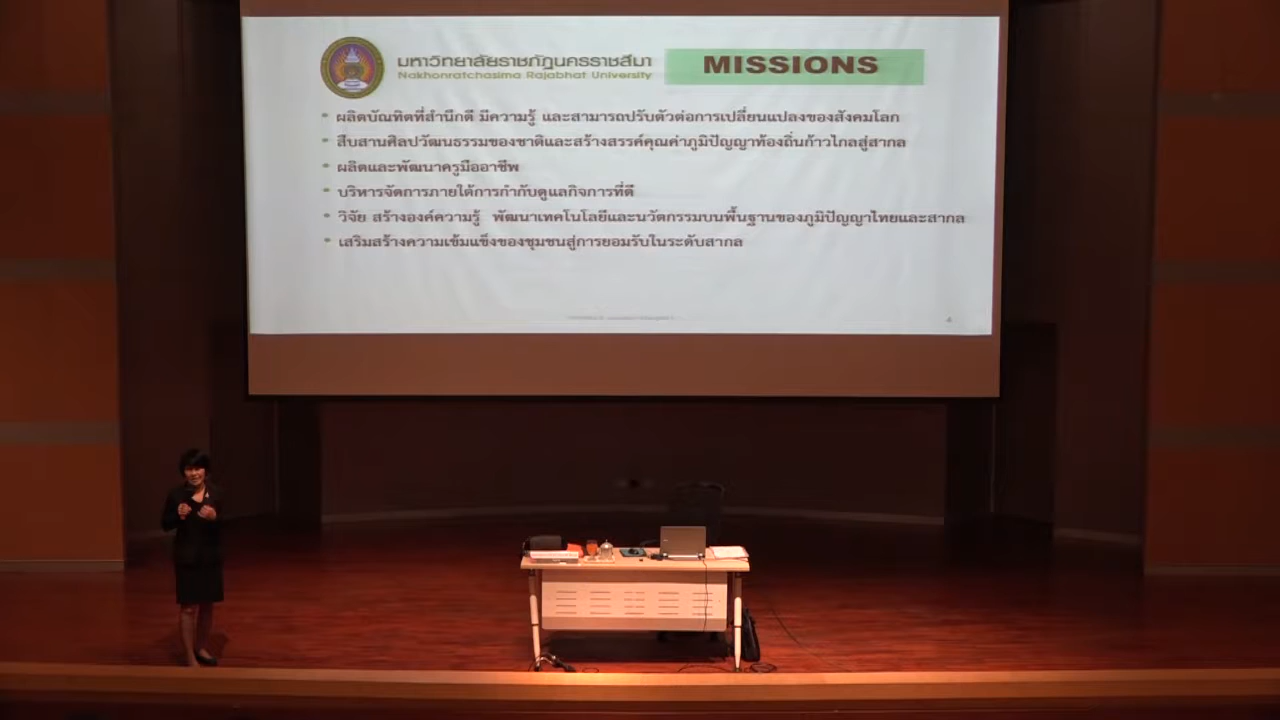 มหาวิทยาลัยราชภัฏนครราชสีมา
Nakhonratchasima Rajabhat University
MISSIONS
• ผลิตบัณฑิตที่สำนึกดี มีความรู้ และสามารถปรับตัวต่อการเปลี่ยนแปลงของสังคมโลก
• สืบสานศิลปวัฒนธรรมของชาติและสร้างสรรค์คุณค่าภูมิปัญญาท้องถิ่นก้าวไกลสู่สากล
• ผลิตและพัฒนาครูมืออาชีพ
• บริหารจัดการภายใต้การกำกับดูแลกิจการที่ดี
• วิจัย สร้างองค์ความรู้ พัฒนาเทคโนโลยีและนวัตกรรมบนพื้นฐานของภูมิปัญญาไทยและสากล
• เสริมสร้างความเข้มแข็งของชุมชนสู่การยอมรับในระดับสากล
4